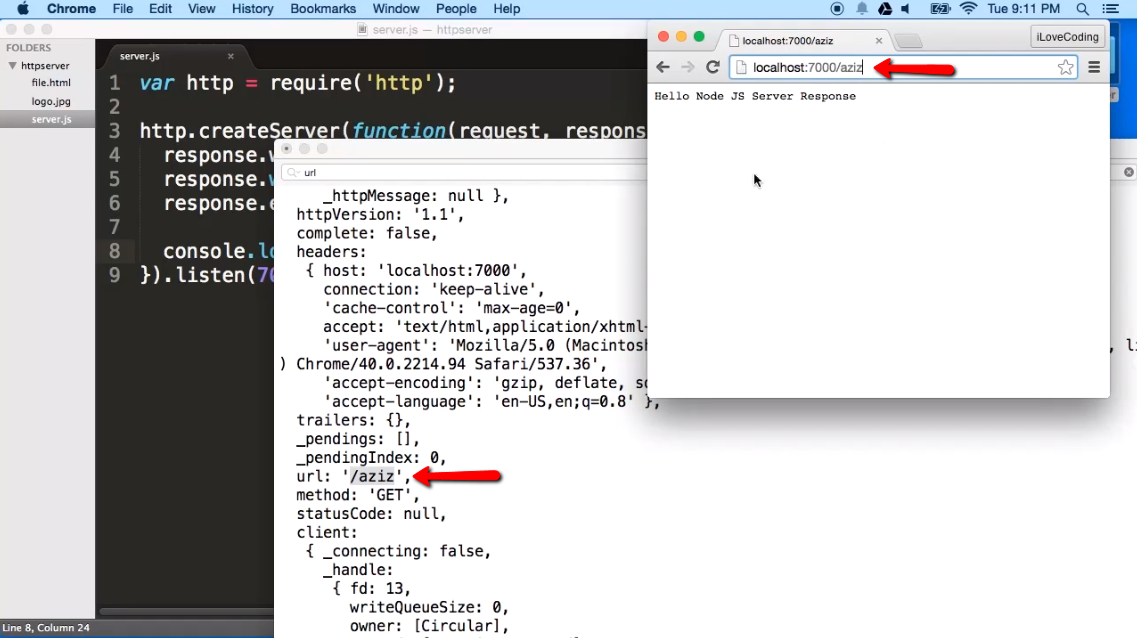 Chrome File Edit View History Bookmarks Window People Help Tue 9:11 PM
server.js — httpserver
FOLDERS
httpserver
file.html
logo.jpg
server.js
server.js
1 var http = require('http');
2
3 http.createServer(function(request, respons
4 response.w
5 response.w
6 response.e
7
8 console.lo
9 }).listen(70
Line 8, Column 24
localhost:7000/aziz
iLoveCoding
localhost:7000/aziz
Hello Node JS Server Response
url
_httpMessage: null },
httpVersion: '1.1',
complete: false,
headers:
{ host: 'localhost:7000',
connection: 'keep-alive',
'cache-control': 'max-age=0',
accept: 'text/html,application/xhtml-
'user-agent': 'Mozilla/5.0 (Macintosh , li
) Chrome/40.0.2214.94 Safari/537.36',
'accept-encoding': 'gzip, deflate, sd
'accept-language': 'en-US,en;q=0.8' },
trailers: {},
_pendings: [],
_pendingIndex: 0,
url: '/aziz',
method: 'GET',
statusCode: null,
client:
{ _connecting: false,
_handle:
{ fd: 13,
writeQueueSize: 0,
owner: [Circular],